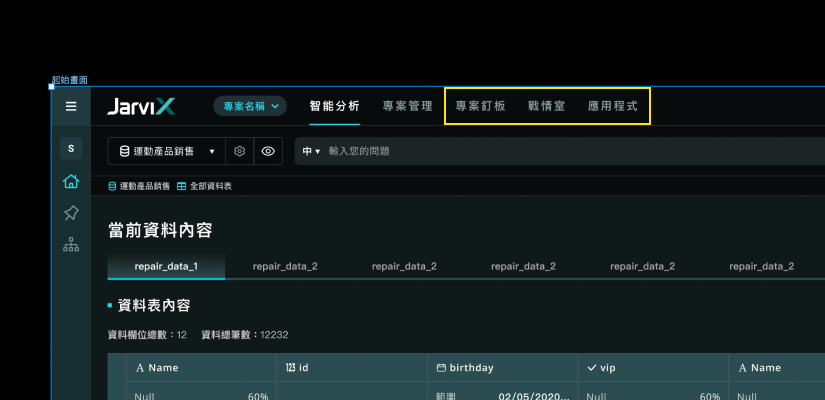 起始畫面
JarviX 專案名稱 智能分析 專案管理 專案釘板 戰情室 應用程式
S 運動產品銷售 中 輸入您的問題
運動產品銷售 全部資料表
當前資料內容
repair_data_1 repair_data_2 repair_data_2 repair_data_2 repair_data_2 repair_data_2
資料表內容
資料欄位總數：12 資料總筆數：12232
A Name 123 id birthday vip A Name
Null 60% 範圍 02/05/2020... Null 60% Null